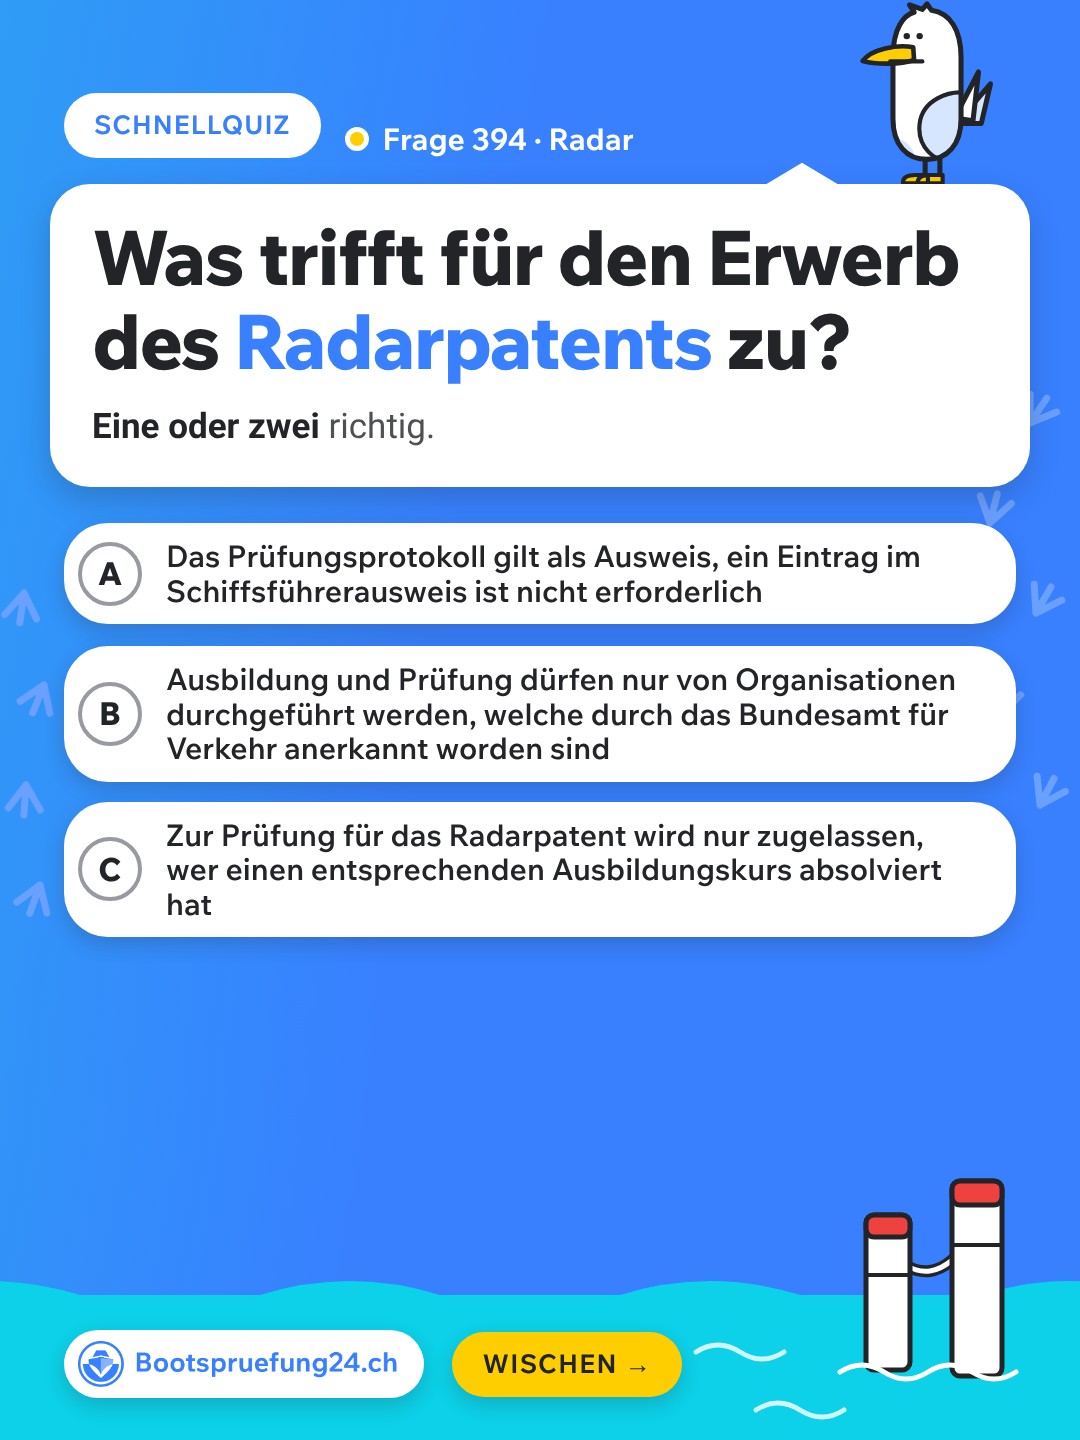 SCHNELLQUIZ
Frage 394 · Radar
Was trifft für den Erwerb
des Radarpatents zu?
Eine oder zwei richtig.
A
Das Prüfungsprotokoll gilt als Ausweis, ein Eintrag im
Schiffsführerausweis ist nicht erforderlich
B
Ausbildung und Prüfung dürfen nur von Organisationen
durchgeführt werden, welche durch das Bundesamt für
Verkehr anerkannt worden sind
C
Zur Prüfung für das Radarpatent wird nur zugelassen,
wer einen entsprechenden Ausbildungskurs absolviert
hat
Bootspruefung24.ch
WISCHEN →